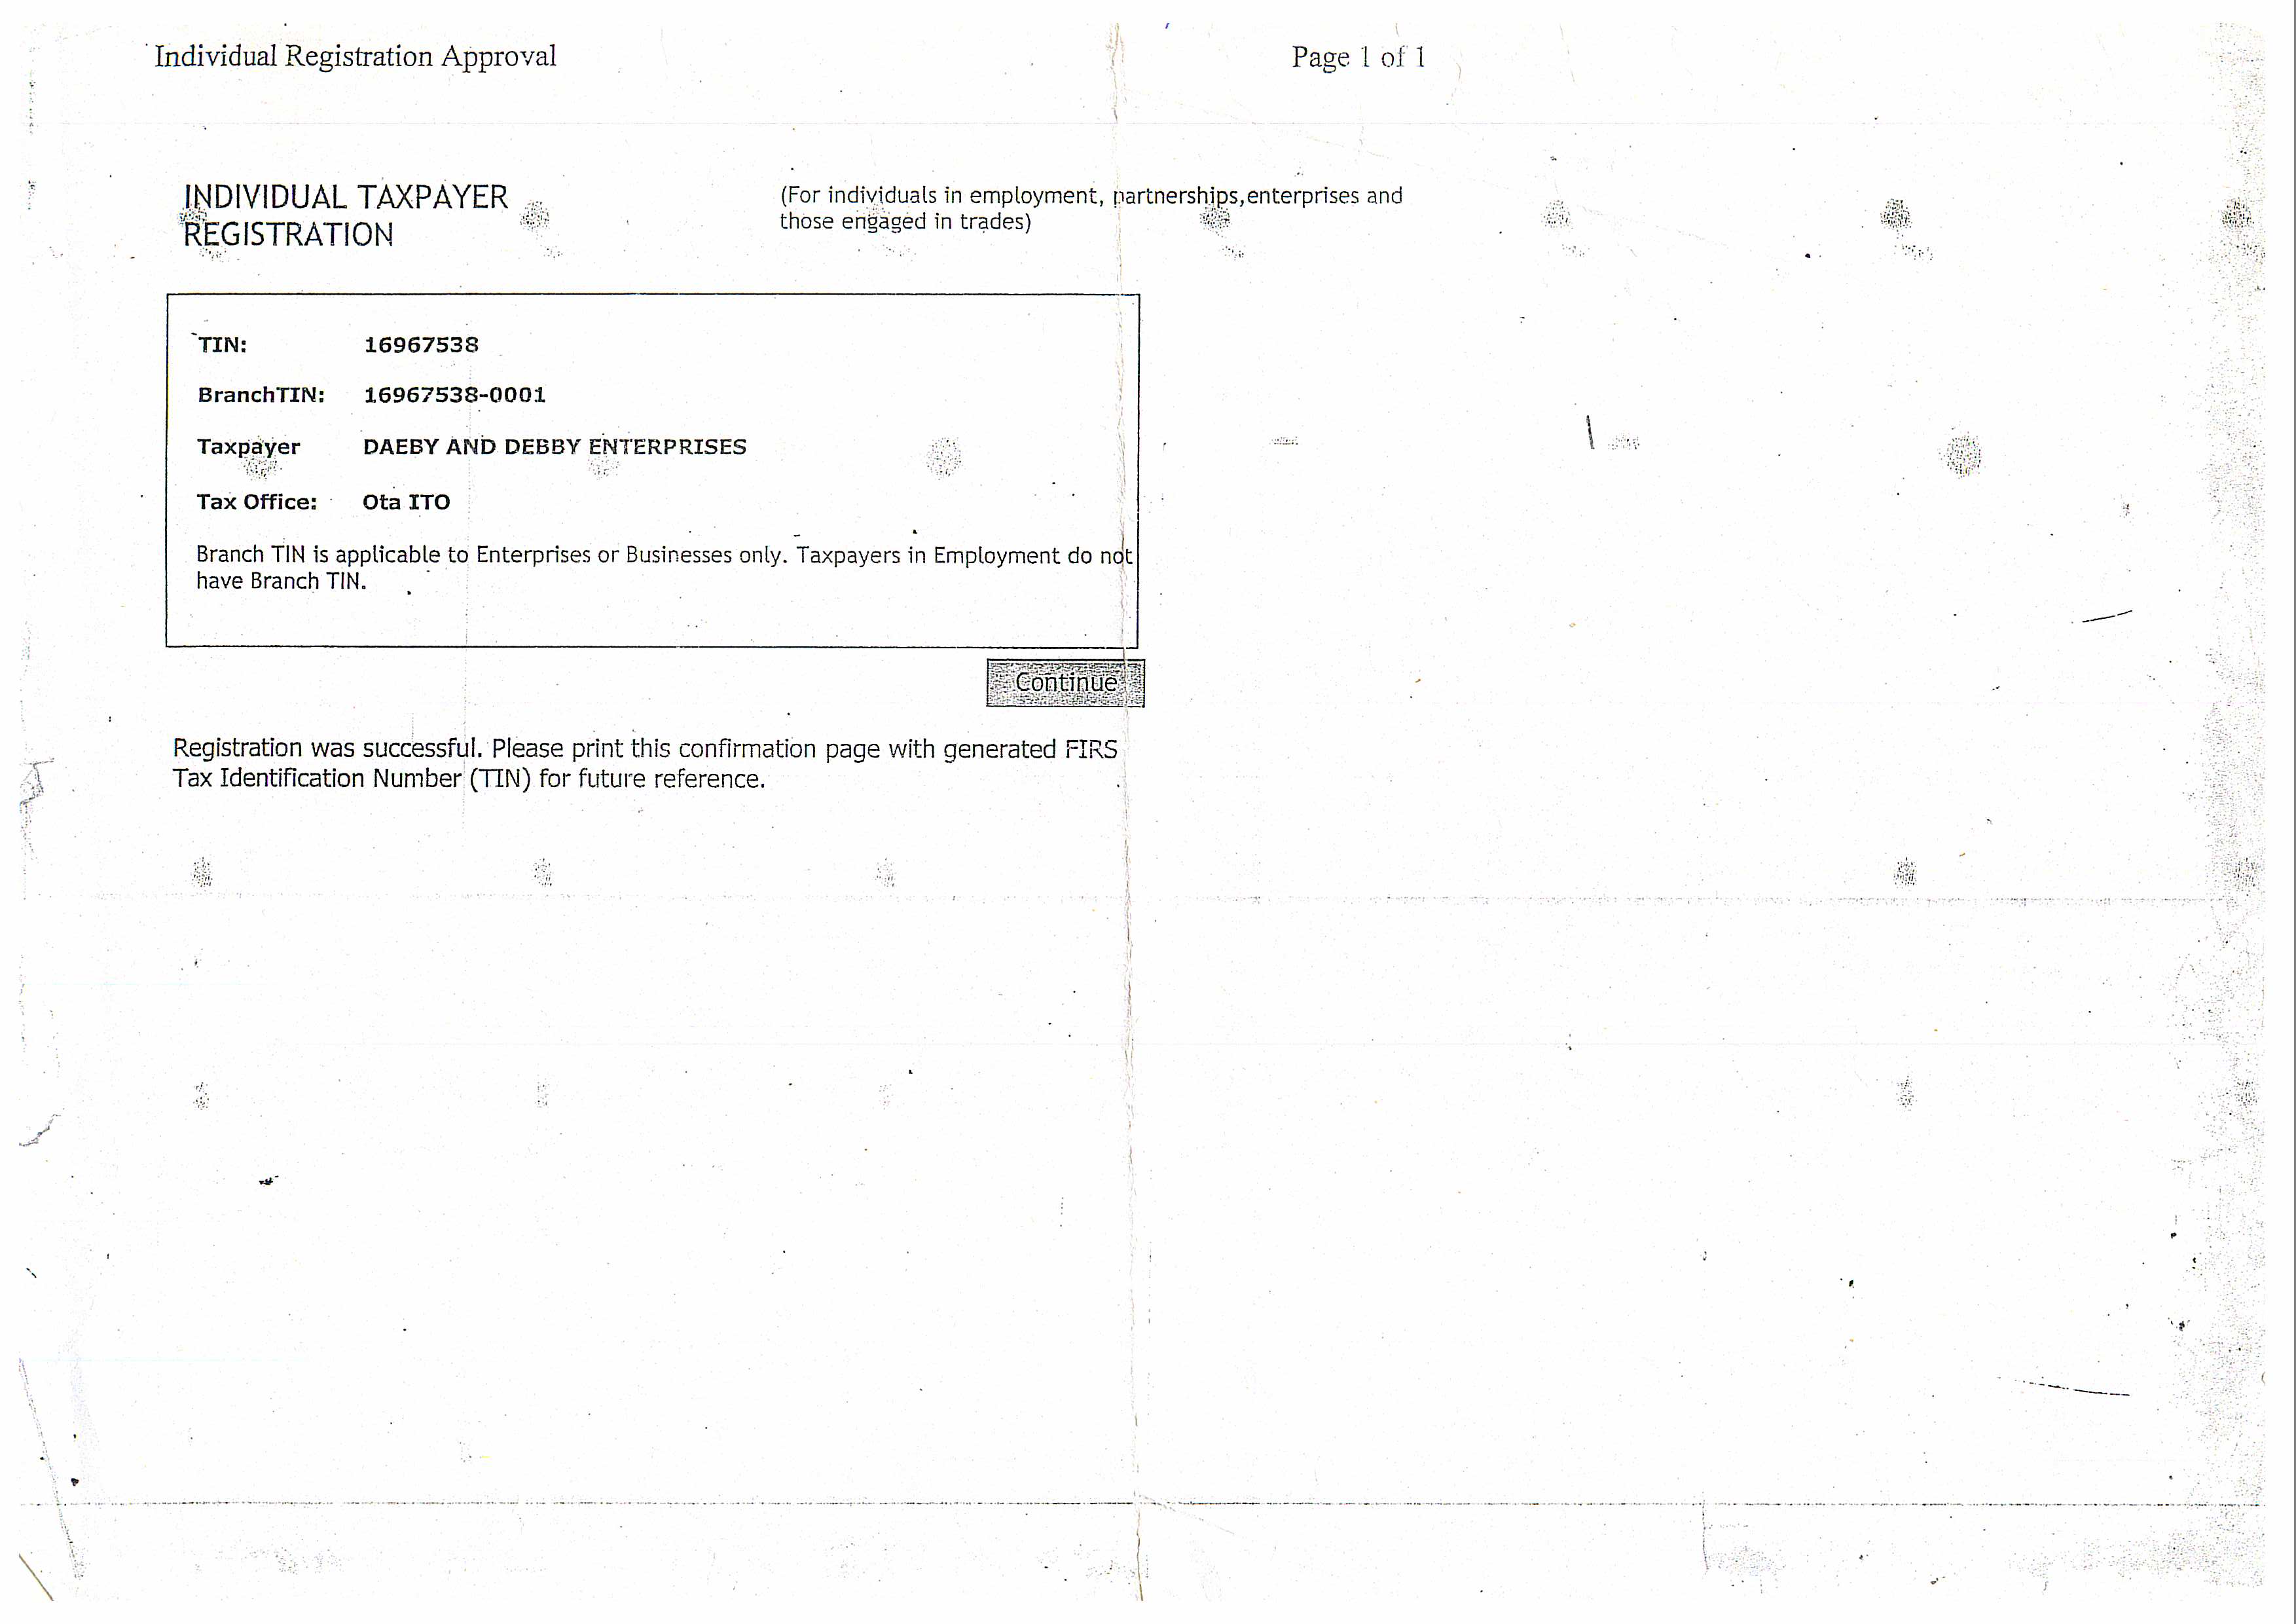 Individual Registration Approval
Page 1 of 1
INDIVIDUAL TAXPAYER
REGISTRATION
(For individuals in employment, partnerships,enterprises and
those engaged in trades)
TIN: 16967538
BranchTIN: 16967538-0001
Taxpayer DAEBY AND DEBBY ENTERPRISES
Tax Office: Ota ITO
Branch TIN is applicable to Enterprises or Businesses only. Taxpayers in Employment do not
have Branch TIN.
Continue
Registration was successful. Please print this confirmation page with generated FIRS
Tax Identification Number (TIN) for future reference.